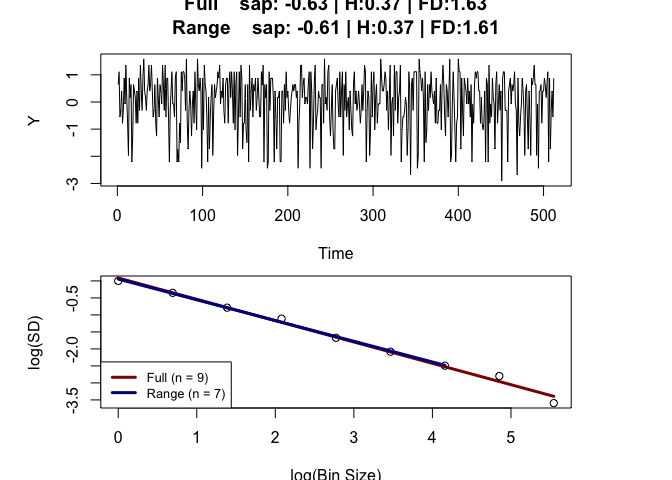 Full sap: -0.63 | H:0.37 | FD:1.63
Range sap: -0.61 | H:0.37 | FD:1.61
Y
1
0
-1
-3
0 100 200 300 400 500
Time
log(SD)
-0.5
-2.0
-3.5
Full (n = 9)
Range (n = 7)
0 1 2 3 4 5
log(Bin Size)